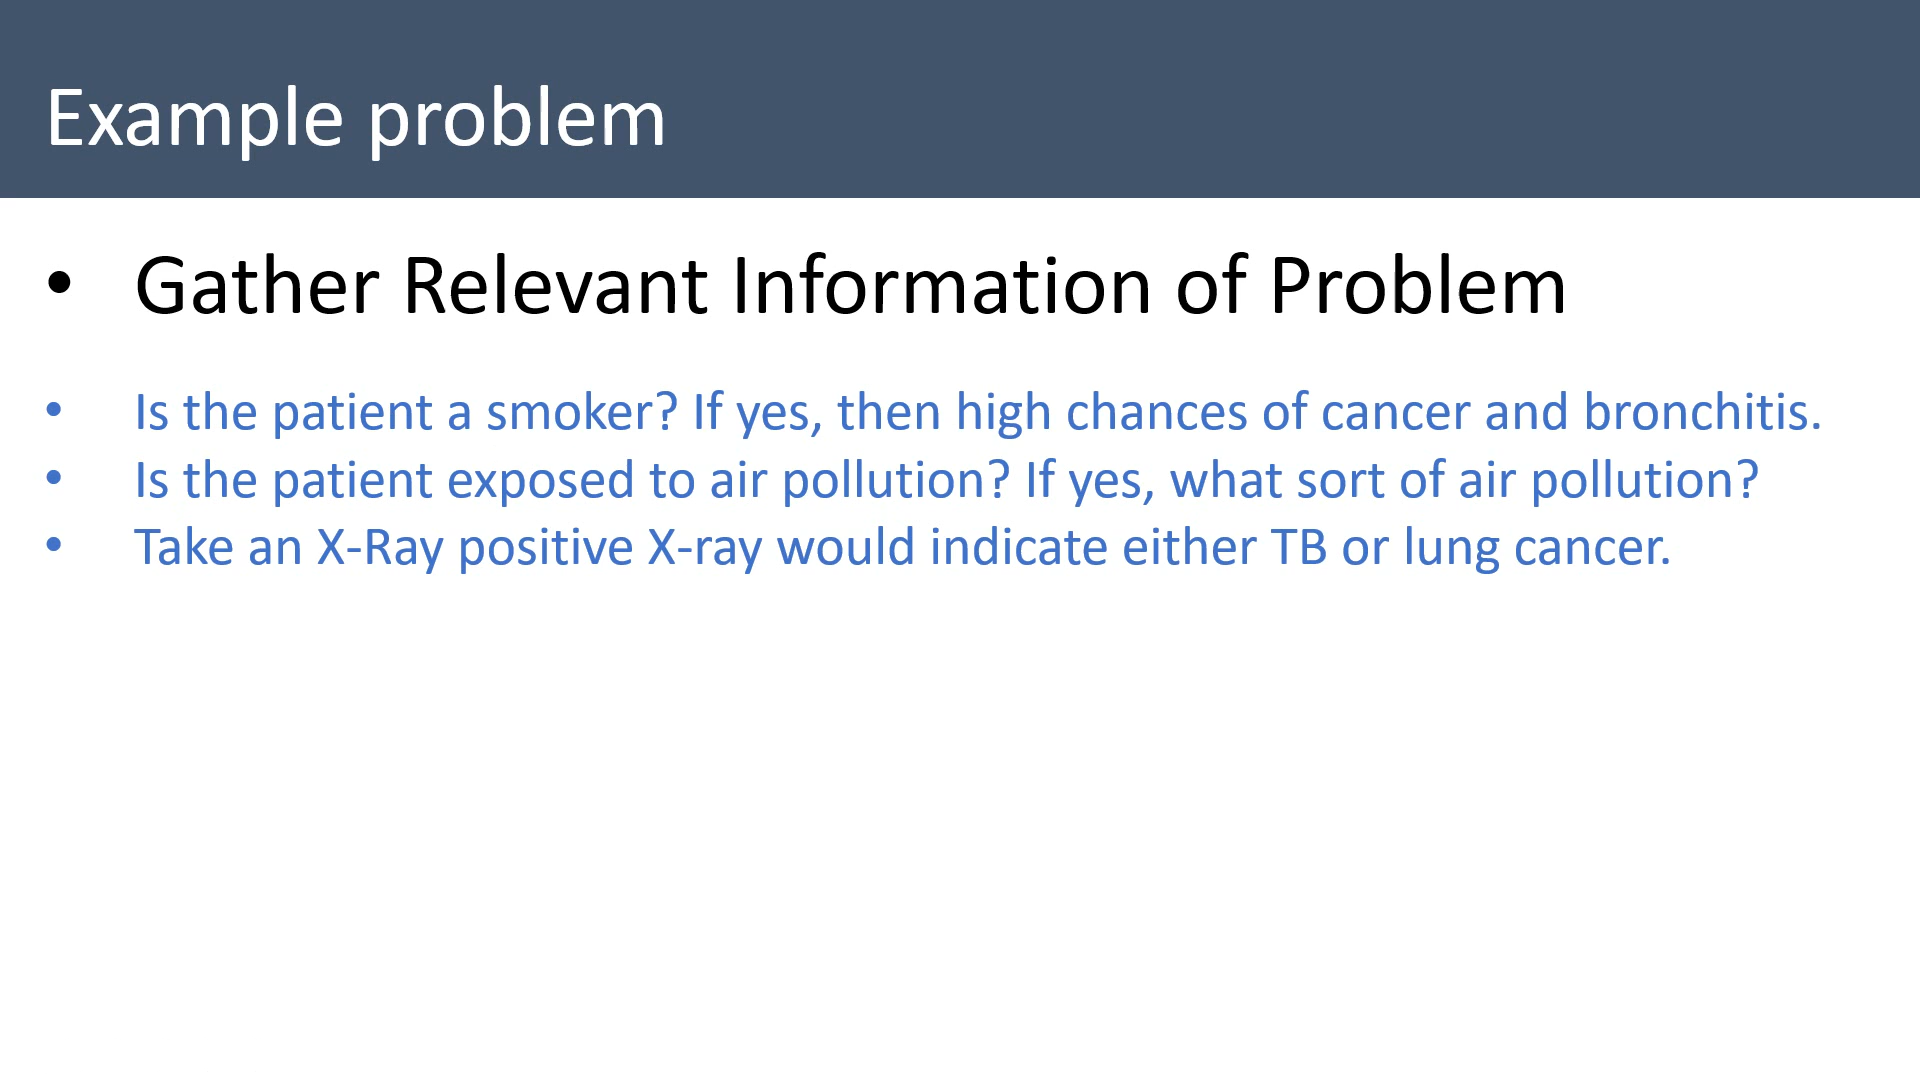 Example problem
• Gather Relevant Information of Problem
• Is the patient a smoker? If yes, then high chances of cancer and bronchitis.
• Is the patient exposed to air pollution? If yes, what sort of air pollution?
• Take an X-Ray positive X-ray would indicate either TB or lung cancer.